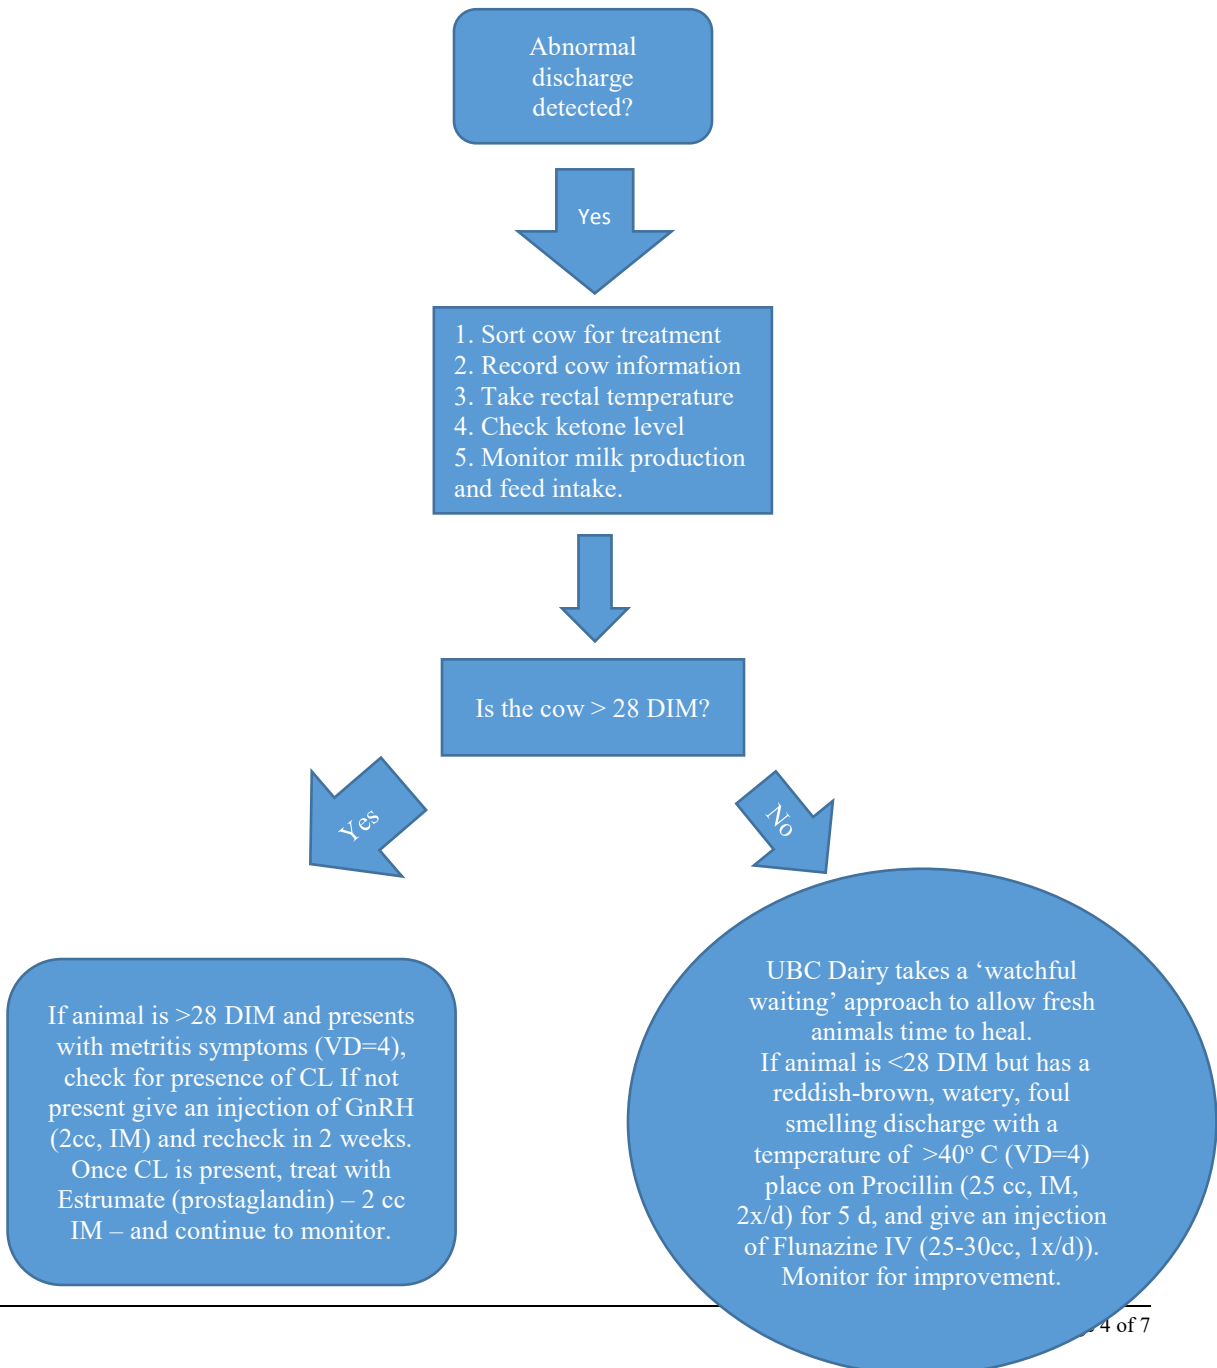 Abnormal
discharge
detected?
Yes
1. Sort cow for treatment
2. Record cow information
3. Take rectal temperature
4. Check ketone level
5. Monitor milk production
and feed intake.
Is the cow > 28 DIM?
Yes
No
If animal is >28 DIM and presents
with metritis symptoms (VD=4),
check for presence of CL If not
present give an injection of GnRH
(2cc, IM) and recheck in 2 weeks.
Once CL is present, treat with
Estrumate (prostaglandin) – 2 cc
IM – and continue to monitor.
UBC Dairy takes a ‘watchful
waiting’ approach to allow fresh
animals time to heal.
If animal is <28 DIM but has a
reddish-brown, watery, foul
smelling discharge with a
temperature of >40° C (VD=4)
place on Procillin (25 cc, IM,
2x/d) for 5 d, and give an injection
of Flunazine IV (25-30cc, 1x/d)).
Monitor for improvement.
4 of 7